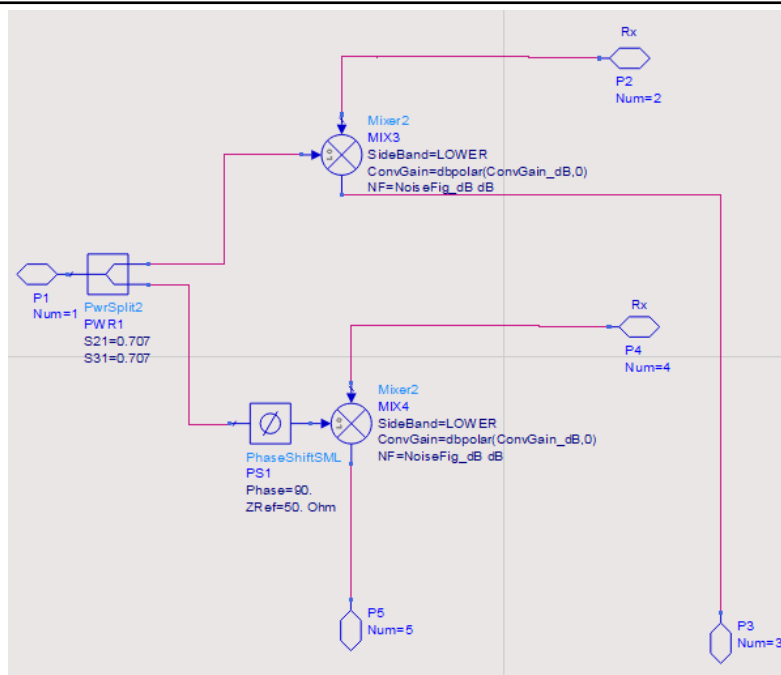 Rx
P2
Num=2
Mixer2
MIX3
SideBand=LOWER
ConvGain=dbpolar(ConvGain_dB,0)
NF=NoiseFig_dB dB
LO
P1
Num=1
PwrSplit2
PWR1
S21=0.707
S31=0.707
Rx
P4
Num=4
Mixer2
MIX4
SideBand=LOWER
ConvGain=dbpolar(ConvGain_dB,0)
NF=NoiseFig_dB dB
LO
PhaseShiftSML
PS1
Phase=90.
ZRef=50. Ohm
P5
Num=5
P3
Num=3